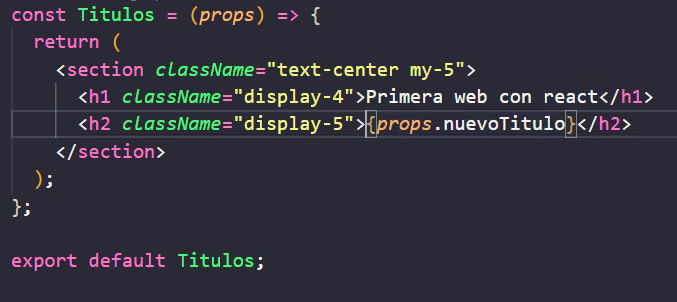 const Titulos = (props) => {
return (
<section className="text-center my-5">
<h1 className="display-4">Primera web con react</h1>
<h2 className="display-5">{props.nuevoTitulo}</h2>
</section>
);
};
export default Titulos;